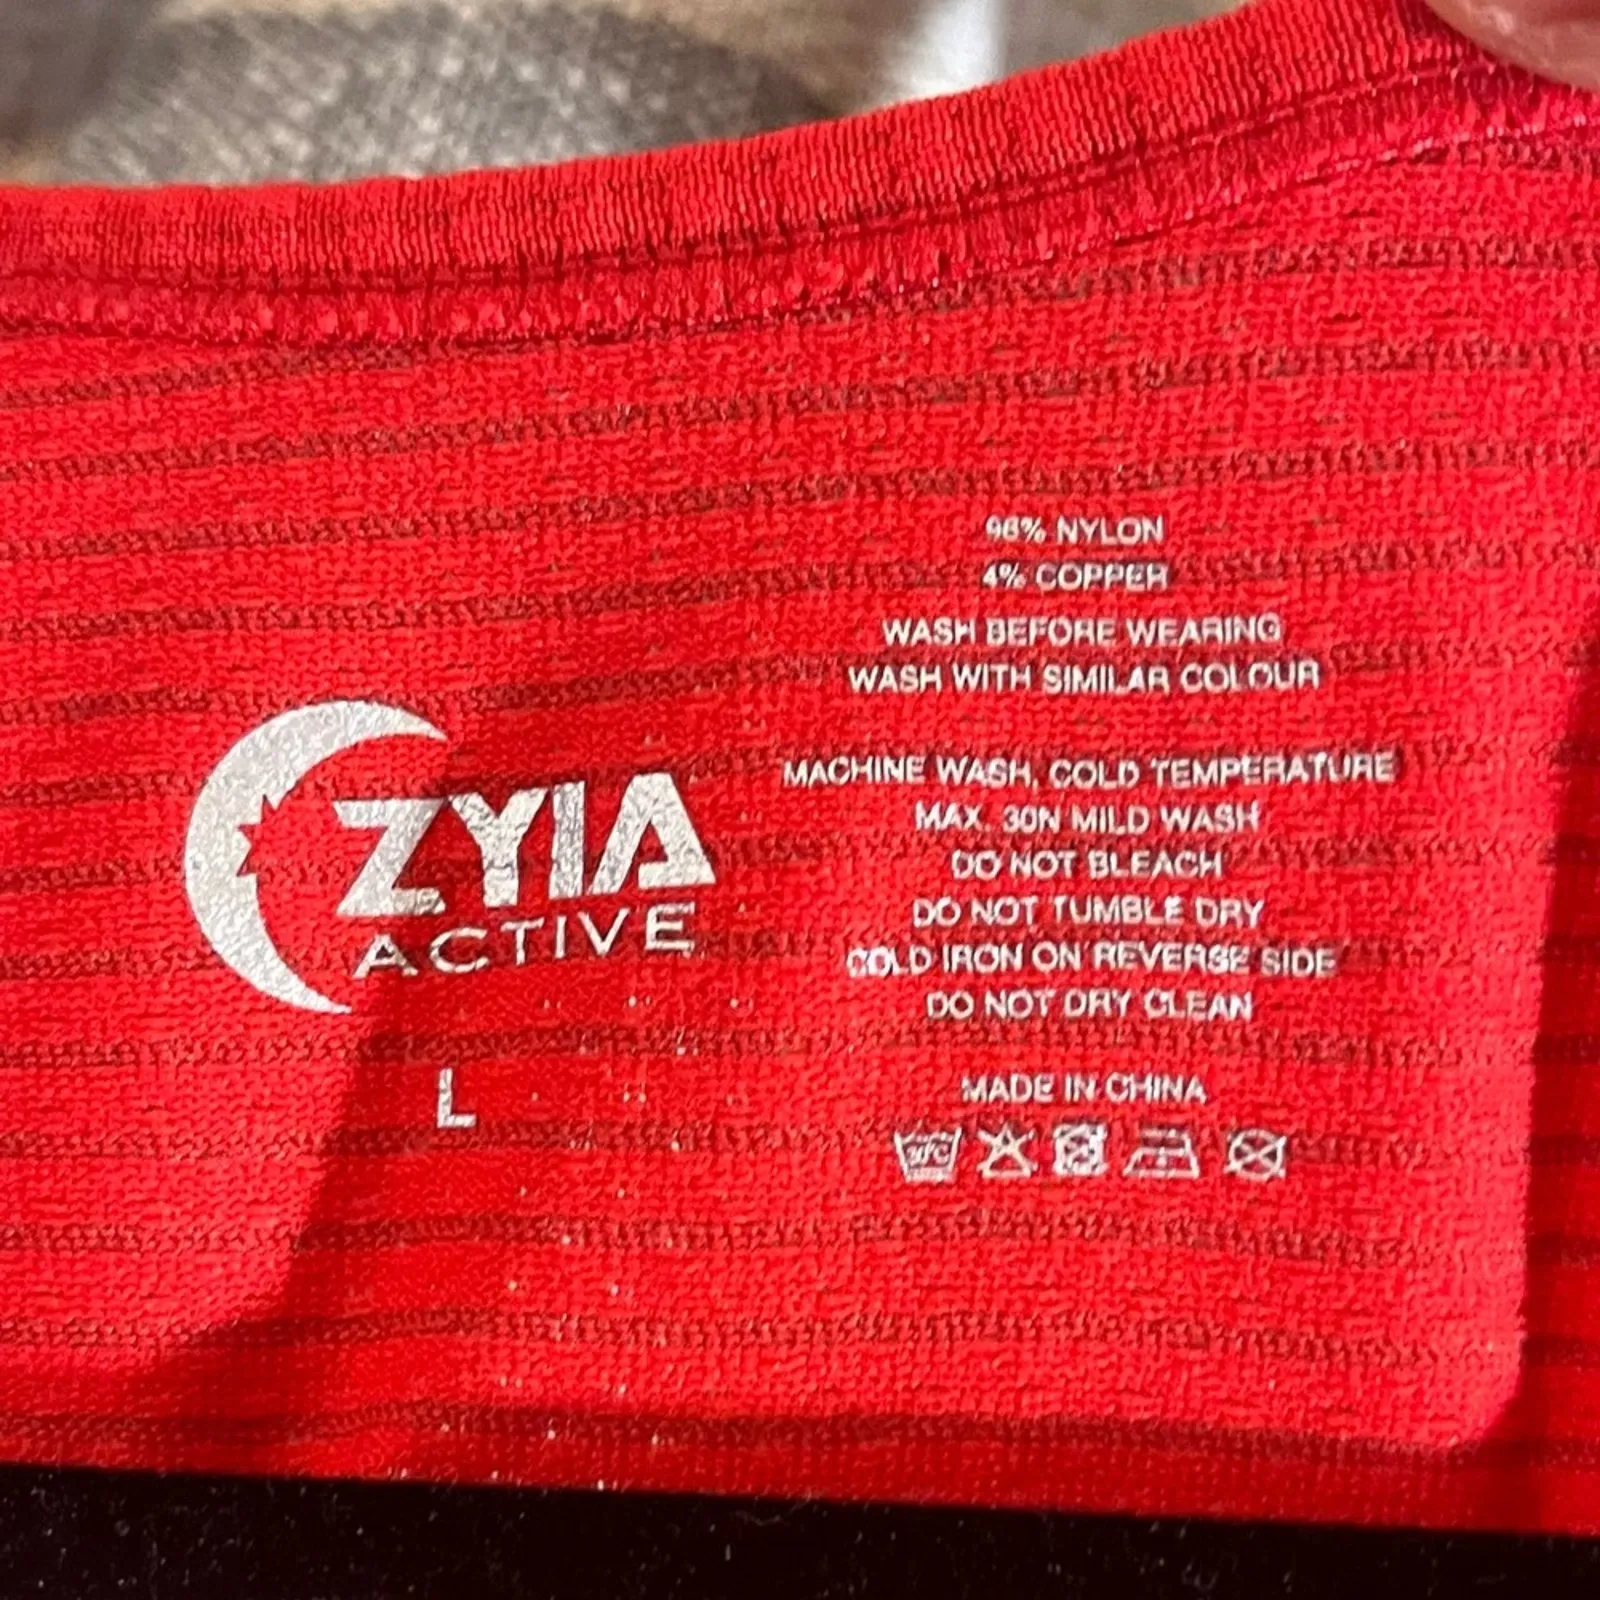 ZYIA
ACTIVE
L
96% NYLON
4% COPPER
WASH BEFORE WEARING
WASH WITH SIMILAR COLOUR
MACHINE WASH, COLD TEMPERATURE
MAX. 30N MILD WASH
DO NOT BLEACH
DO NOT TUMBLE DRY
COLD IRON ON REVERSE SIDE
DO NOT DRY CLEAN
MADE IN CHINA
30°C